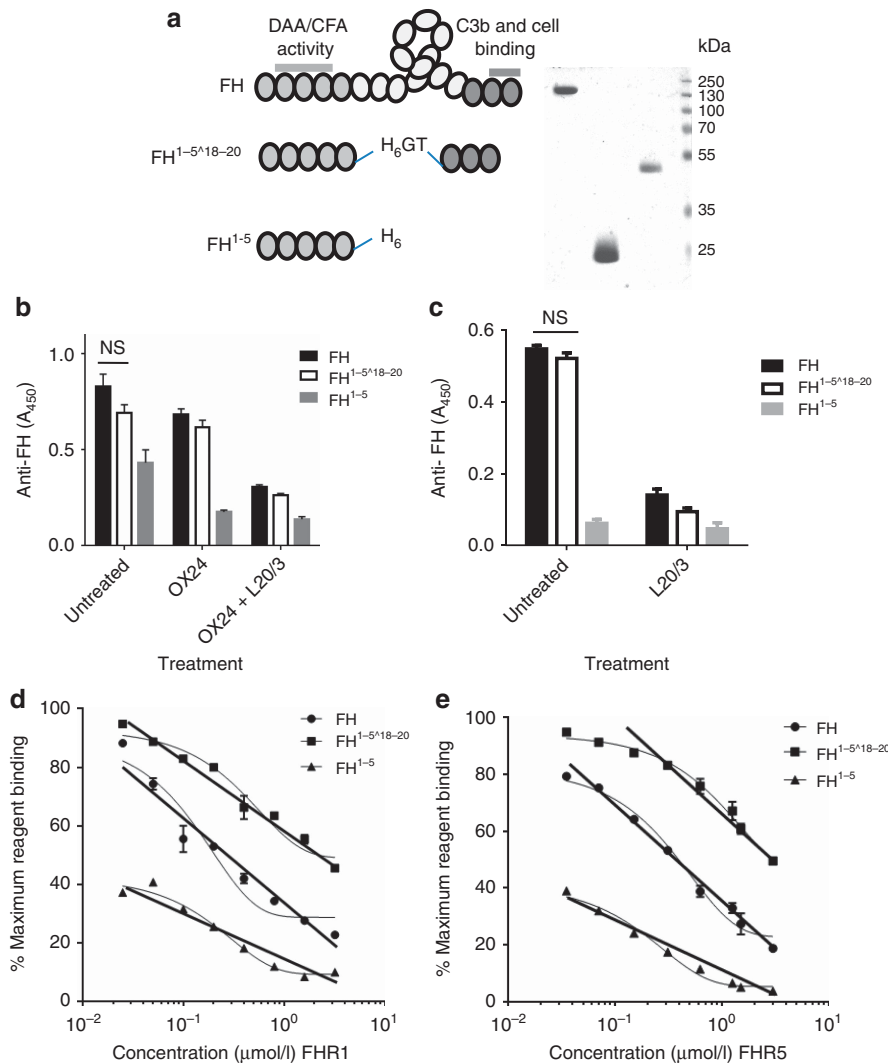 a
DAA/CFA
activity
C3b and cell
binding
kDa
FH
250
130
100
70
55
35
25
FH1–5^18–20
H6GT
FH1-5
H6
b
1.0
0.5
0.0
Anti-FH (A450)
NS
FH
FH1–5^18–20
FH1–5
Untreated
OX24
OX24 + L20/3
Treatment
c
0.6
0.4
0.2
0.0
Anti- FH (A450)
NS
FH
FH1–5^18–20
FH1–5
Untreated
L20/3
Treatment
d
100
80
60
40
20
0
% Maximum reagent binding
FH
FH1–5^18–20
FH1–5
10−2
10−1
100
101
Concentration (μmol/l) FHR1
e
100
80
60
40
20
0
% Maximum reagent binding
FH
FH1–5^18–20
FH1–5
10−2
10−1
100
101
Concentration (μmol/l) FHR5